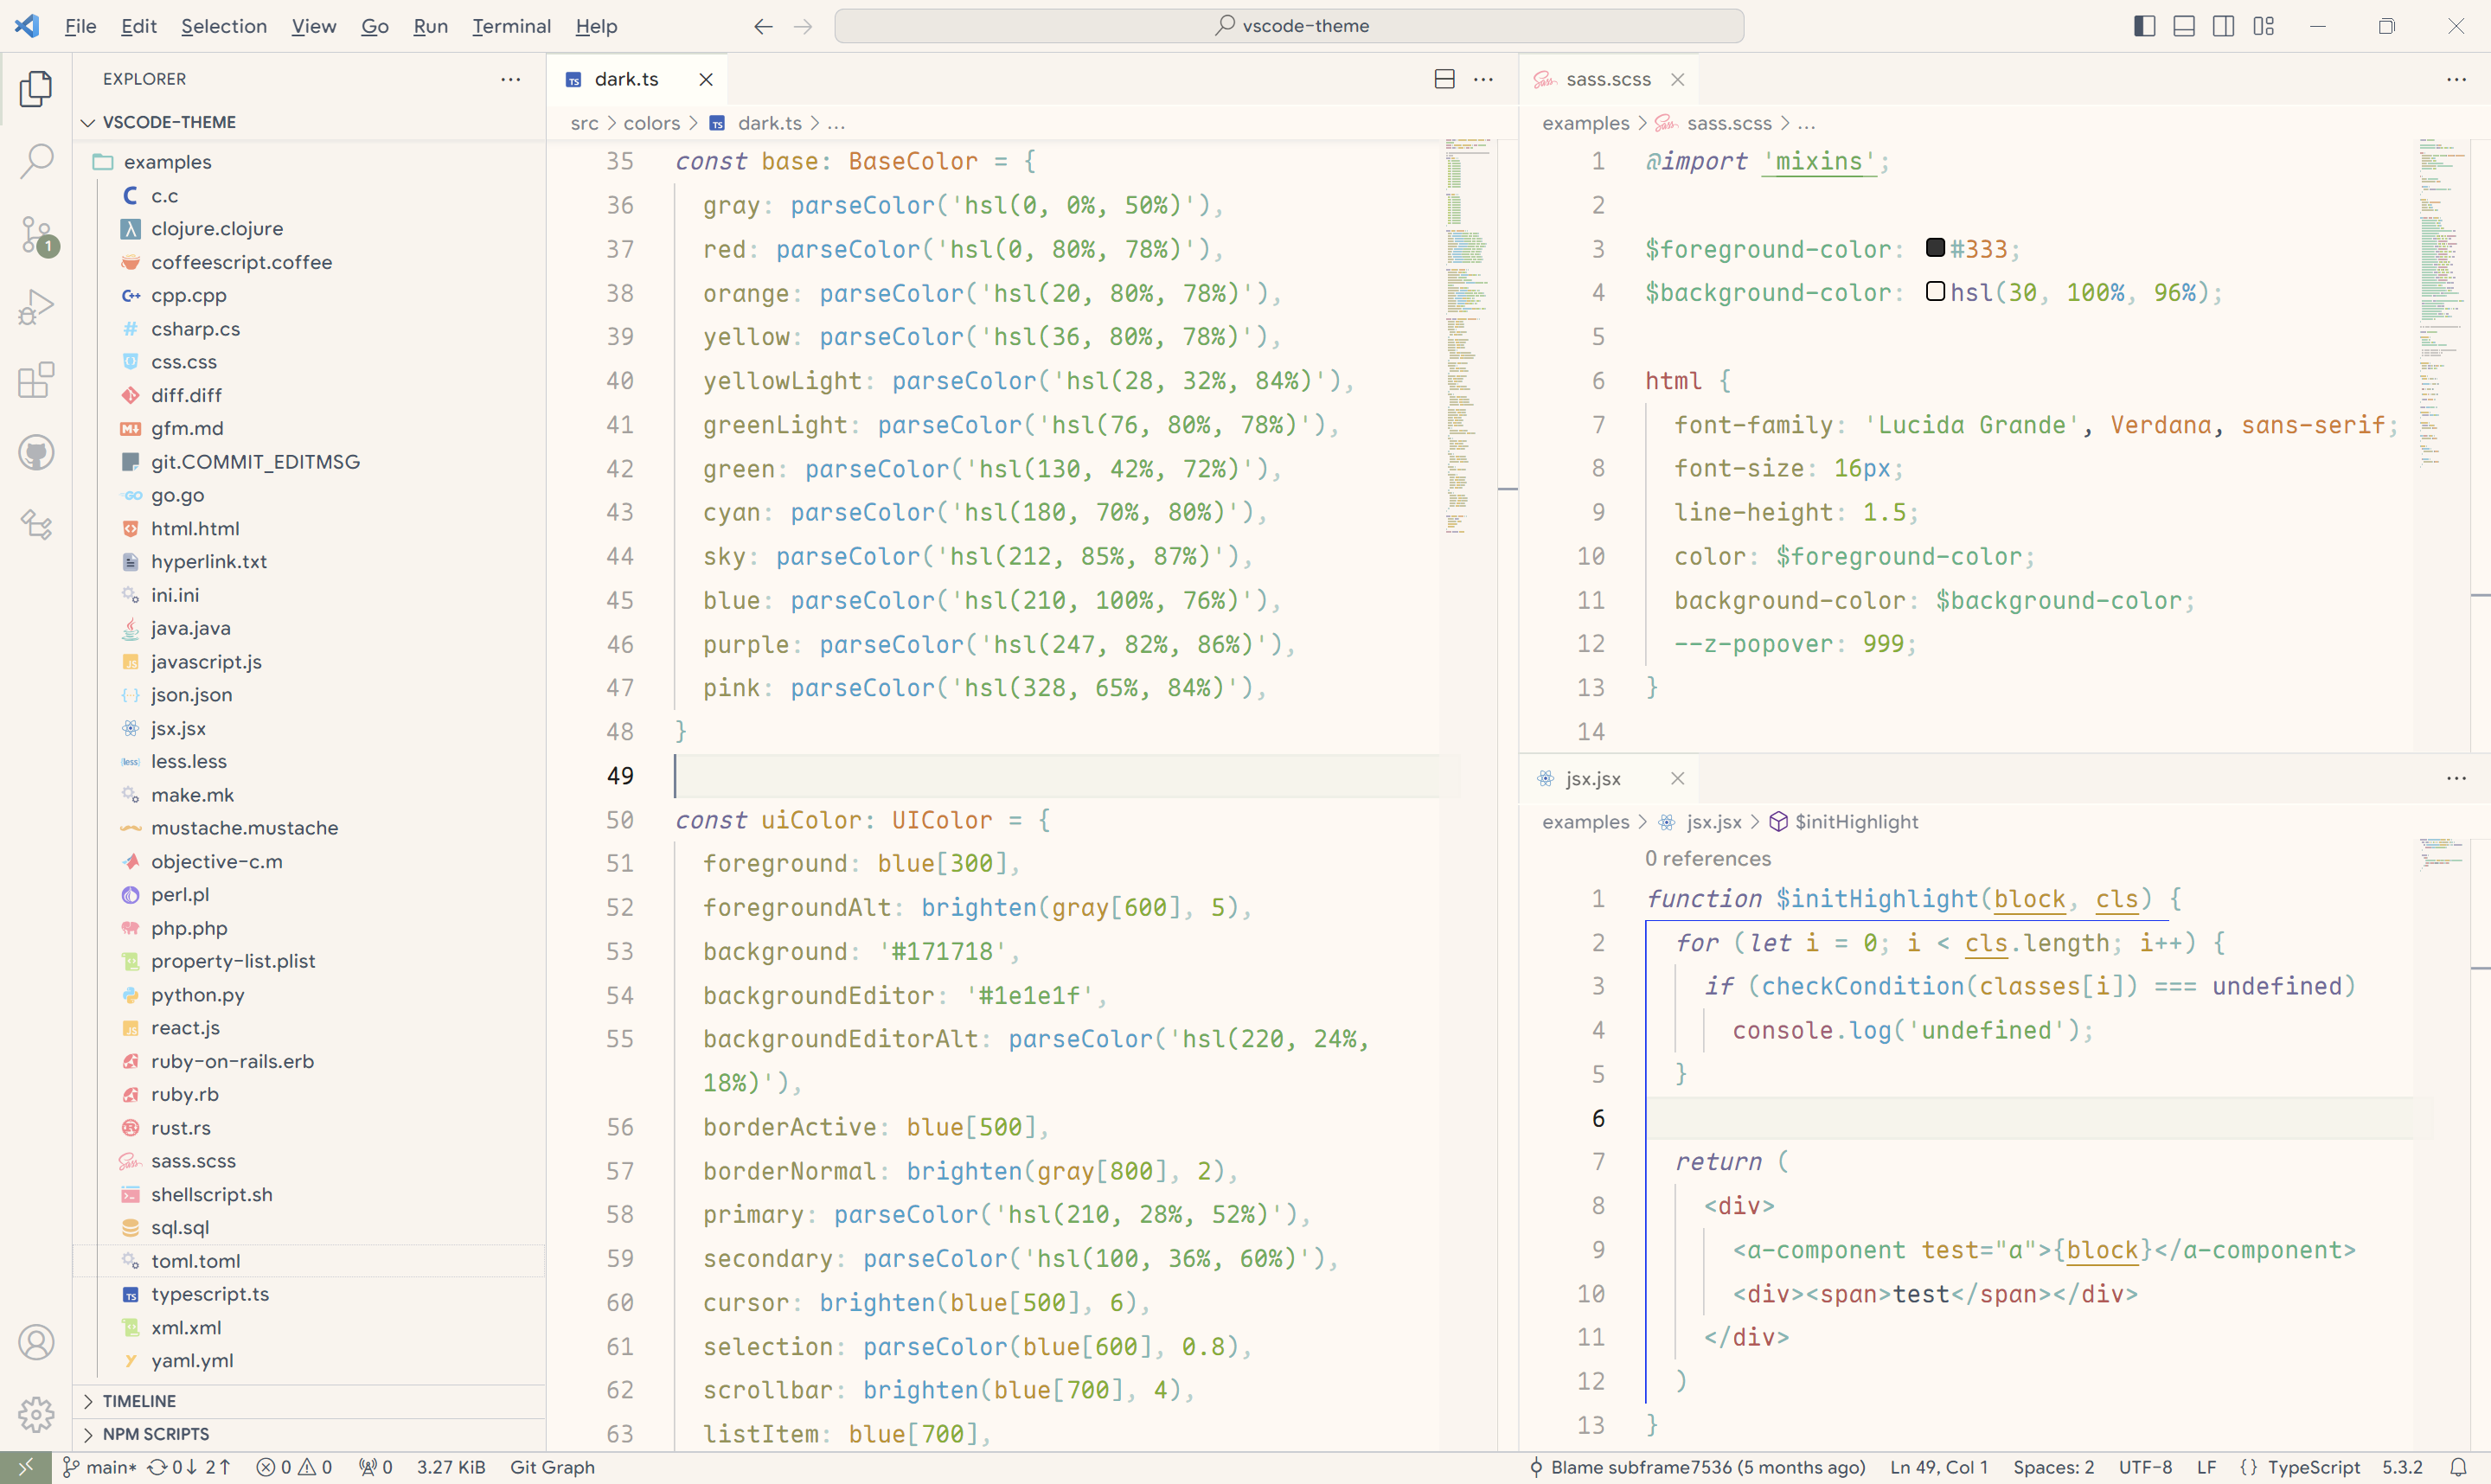 File Edit Selection View Go Run Terminal Help
vscode-theme
EXPLORER
VSCODE-THEME
examples
c.c
clojure.clojure
coffeescript.coffee
cpp.cpp
csharp.cs
css.css
diff.diff
gfm.md
git.COMMIT_EDITMSG
go.go
html.html
hyperlink.txt
ini.ini
java.java
javascript.js
json.json
jsx.jsx
less.less
make.mk
mustache.mustache
objective-c.m
perl.pl
php.php
property-list.plist
python.py
react.js
ruby-on-rails.erb
ruby.rb
rust.rs
sass.scss
shellscript.sh
sql.sql
toml.toml
typescript.ts
xml.xml
yaml.yml
TIMELINE
NPM SCRIPTS
1
dark.ts
src > colors > TS dark.ts > ...
35 const base: BaseColor = {
36 gray: parseColor('hsl(0, 0%, 50%)'),
37 red: parseColor('hsl(0, 80%, 78%)'),
38 orange: parseColor('hsl(20, 80%, 78%)'),
39 yellow: parseColor('hsl(36, 80%, 78%)'),
40 yellowLight: parseColor('hsl(28, 32%, 84%)'),
41 greenLight: parseColor('hsl(76, 80%, 78%)'),
42 green: parseColor('hsl(130, 42%, 72%)'),
43 cyan: parseColor('hsl(180, 70%, 80%)'),
44 sky: parseColor('hsl(212, 85%, 87%)'),
45 blue: parseColor('hsl(210, 100%, 76%)'),
46 purple: parseColor('hsl(247, 82%, 86%)'),
47 pink: parseColor('hsl(328, 65%, 84%)'),
48 }
49
50 const uiColor: UIColor = {
51 foreground: blue[300],
52 foregroundAlt: brighten(gray[600], 5),
53 background: '#171718',
54 backgroundEditor: '#1e1e1f',
55 backgroundEditorAlt: parseColor('hsl(220, 24%,
18%)'),
56 borderActive: blue[500],
57 borderNormal: brighten(gray[800], 2),
58 primary: parseColor('hsl(210, 28%, 52%)'),
59 secondary: parseColor('hsl(100, 36%, 60%)'),
60 cursor: brighten(blue[500], 6),
61 selection: parseColor(blue[600], 0.8),
62 scrollbar: brighten(blue[700], 4),
63 listItem: blue[700],
sass.scss
examples > sass.scss > ...
1 @import 'mixins';
2
3 $foreground-color: #333;
4 $background-color: hsl(30, 100%, 96%);
5
6 html {
7 font-family: 'Lucida Grande', Verdana, sans-serif;
8 font-size: 16px;
9 line-height: 1.5;
10 color: $foreground-color;
11 background-color: $background-color;
12 --z-popover: 999;
13 }
14
jsx.jsx
examples > jsx.jsx > $initHighlight
0 references
1 function $initHighlight(block, cls) {
2 for (let i = 0; i < cls.length; i++) {
3 if (checkCondition(classes[i]) === undefined)
4 console.log('undefined');
5 }
6
7 return (
8 <div>
9 <a-component test="a">{block}</a-component>
10 <div><span>test</span></div>
11 </div>
12 )
13 }
main* 0↓ 2↑ 0 0 0 3.27 KiB Git Graph
Blame subframe7536 (5 months ago) Ln 49, Col 1 Spaces: 2 UTF-8 LF {} TypeScript 5.3.2